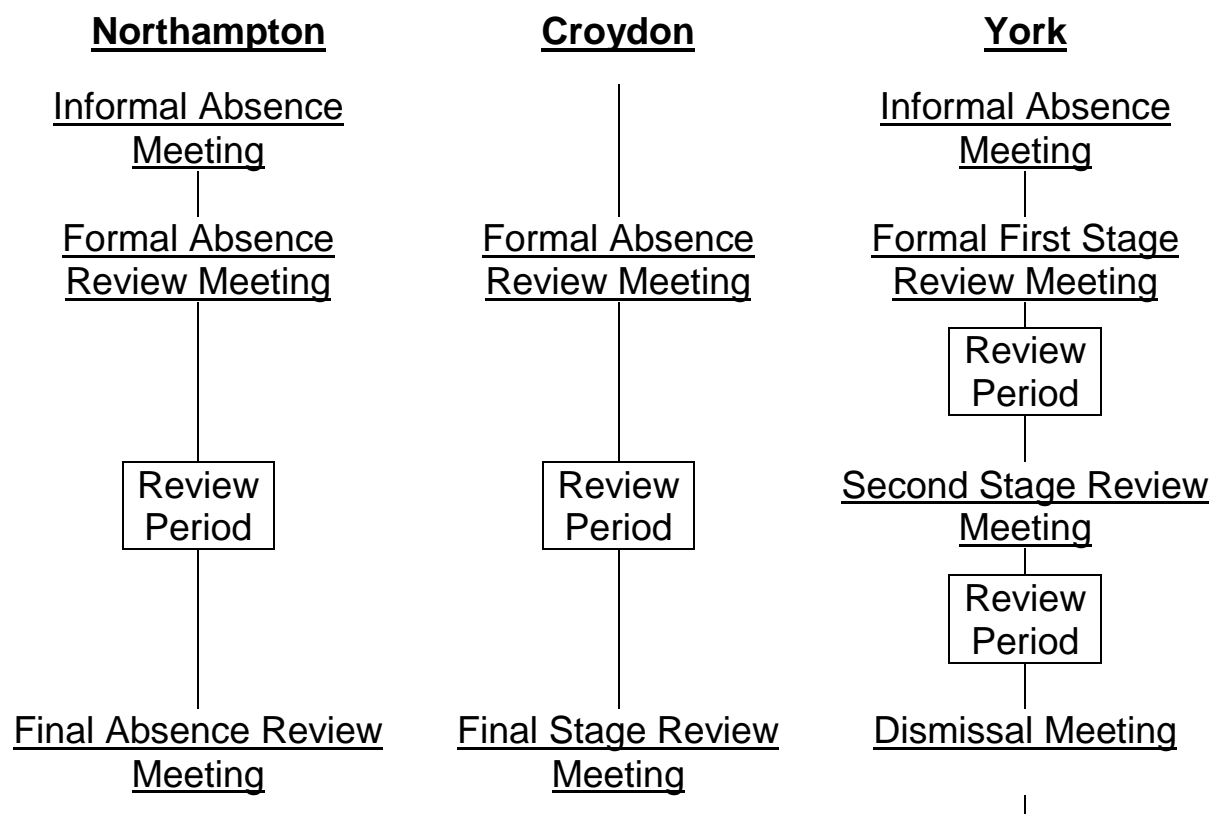 Northampton
Croydon
York
Informal Absence
Meeting
Informal Absence
Meeting
Formal Absence
Review Meeting
Formal Absence
Review Meeting
Formal First Stage
Review Meeting
Review
Period
Review
Period
Review
Period
Second Stage Review
Meeting
Review
Period
Final Absence Review
Meeting
Final Stage Review
Meeting
Dismissal Meeting